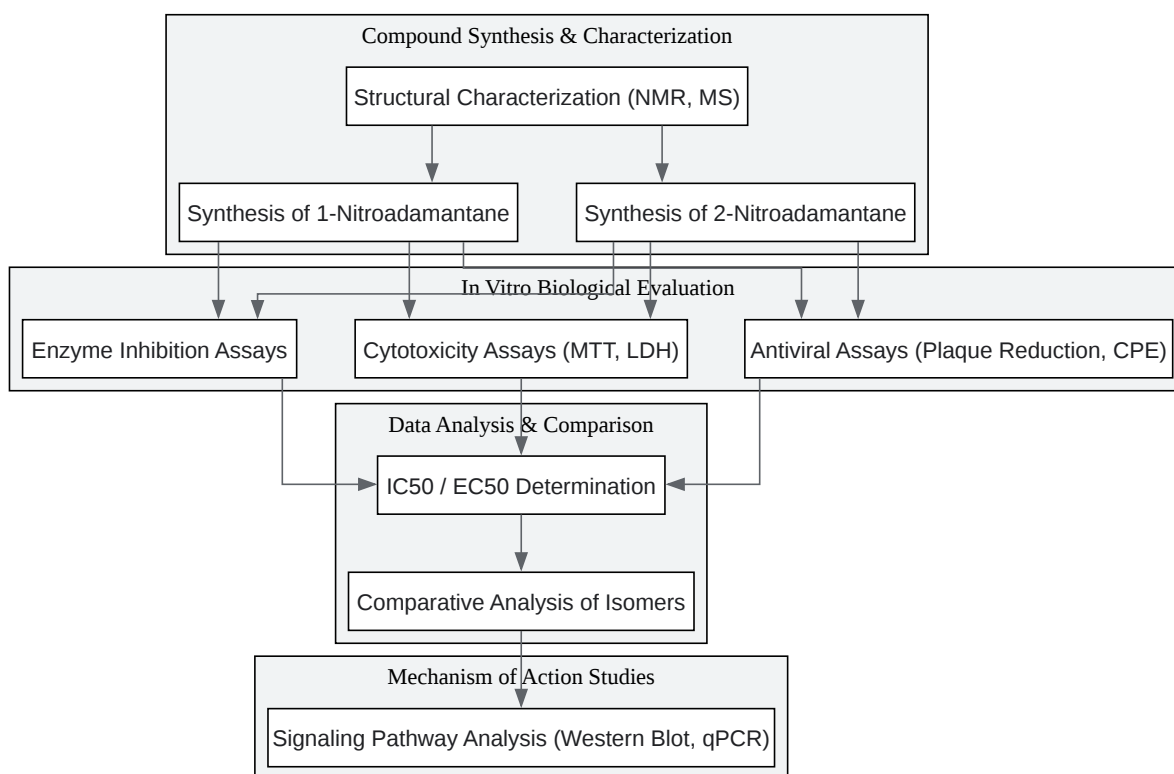 Compound Synthesis & Characterization
Structural Characterization (NMR, MS)
Synthesis of 1-Nitroadamantane
Synthesis of 2-Nitroadamantane
In Vitro Biological Evaluation
Enzyme Inhibition Assays
Cytotoxicity Assays (MTT, LDH)
Antiviral Assays (Plaque Reduction, CPE)
Data Analysis & Comparison
IC50 / EC50 Determination
Comparative Analysis of Isomers
Mechanism of Action Studies
Signaling Pathway Analysis (Western Blot, qPCR)